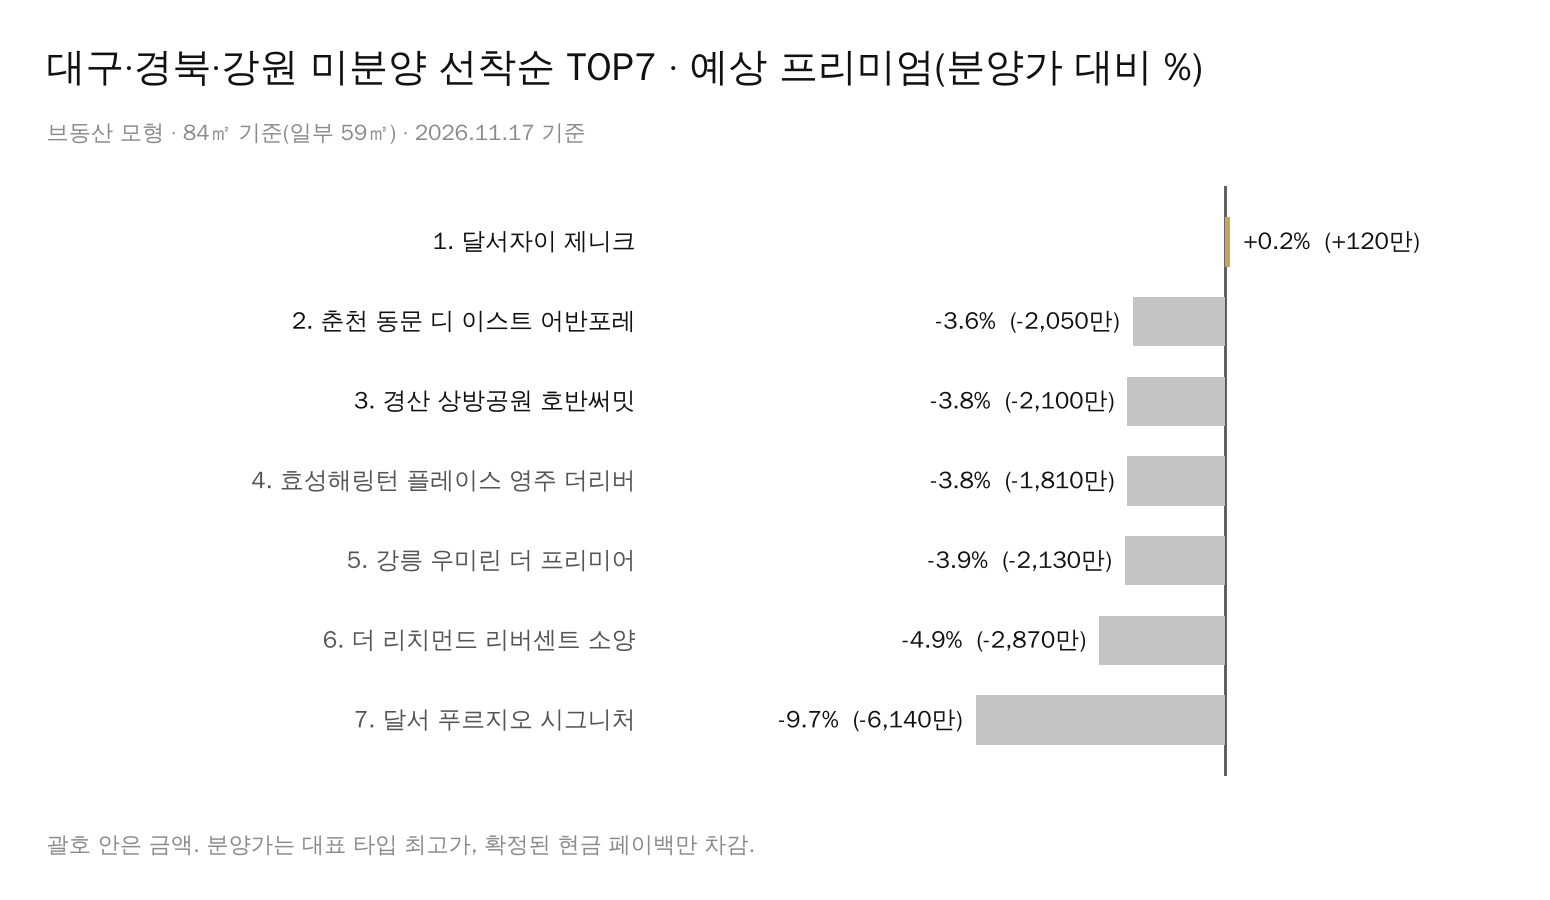 대구·경북·강원 미분양 선착순 TOP7 · 예상 프리미엄(분양가 대비 %)
브동산 모형 · 84㎡ 기준(일부 59㎡) · 2026.11.17 기준
1. 달서자이 제니크 +0.2% (+120만)
2. 춘천 동문 디 이스트 어반포레 -3.6% (-2,050만)
3. 경산 상방공원 호반써밋 -3.8% (-2,100만)
4. 효성해링턴 플레이스 영주 더리버 -3.8% (-1,810만)
5. 강릉 우미린 더 프리미어 -3.9% (-2,130만)
6. 더 리치먼드 리버센트 소양 -4.9% (-2,870만)
7. 달서 푸르지오 시그니처 -9.7% (-6,140만)
괄호 안은 금액. 분양가는 대표 타입 최고가, 확정된 현금 페이백만 차감.